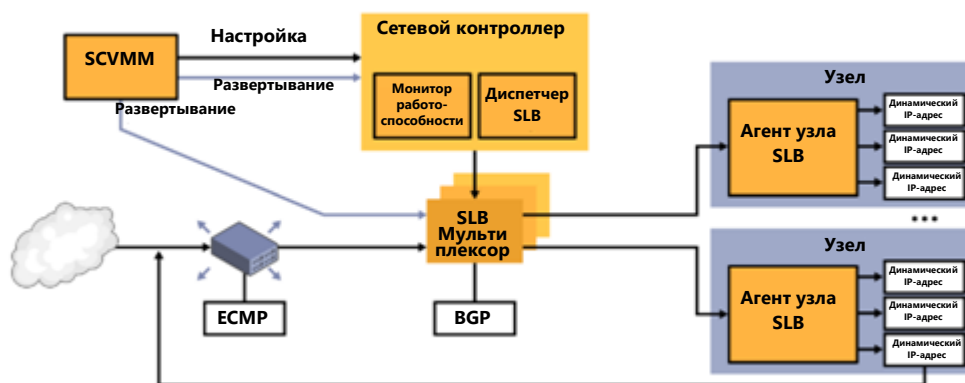 Настройка
Сетевой контроллер
SCVMM
Развертывание
Развертывание
Монитор
работо-
способности
Диспетчер
SLB
Узел
Агент узла
SLB
Динамический
IP-адрес
Динамический
IP-адрес
Динамический
IP-адрес
...
SLB
Мульти
плексор
ECMP
BGP
Узел
Агент узла
SLB
Динамический
IP-адрес
Динамический
IP-адрес
Динамический
IP-адрес